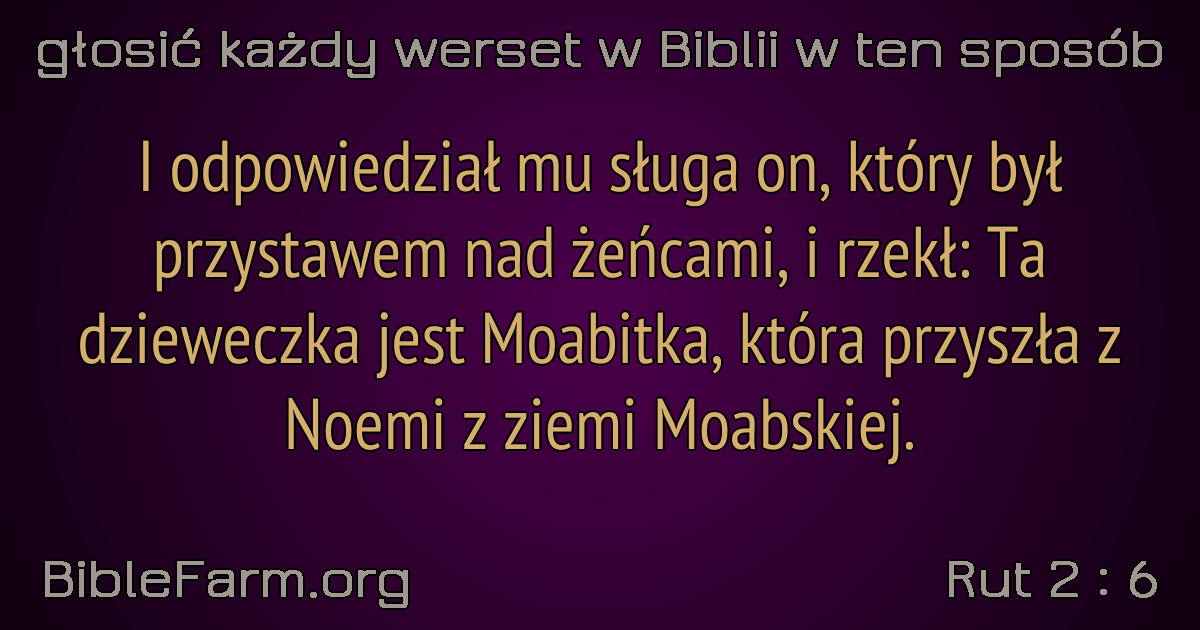 głosić każdy werset w Biblii w ten sposób
I odpowiedział mu sługa on, który był
przystawem nad żeńcami, i rzekł: Ta
dzieweczka jest Moabitka, która przyszła z
Noemi z ziemi Moabskiej.
BibleFarm.org
Rut 2 : 6